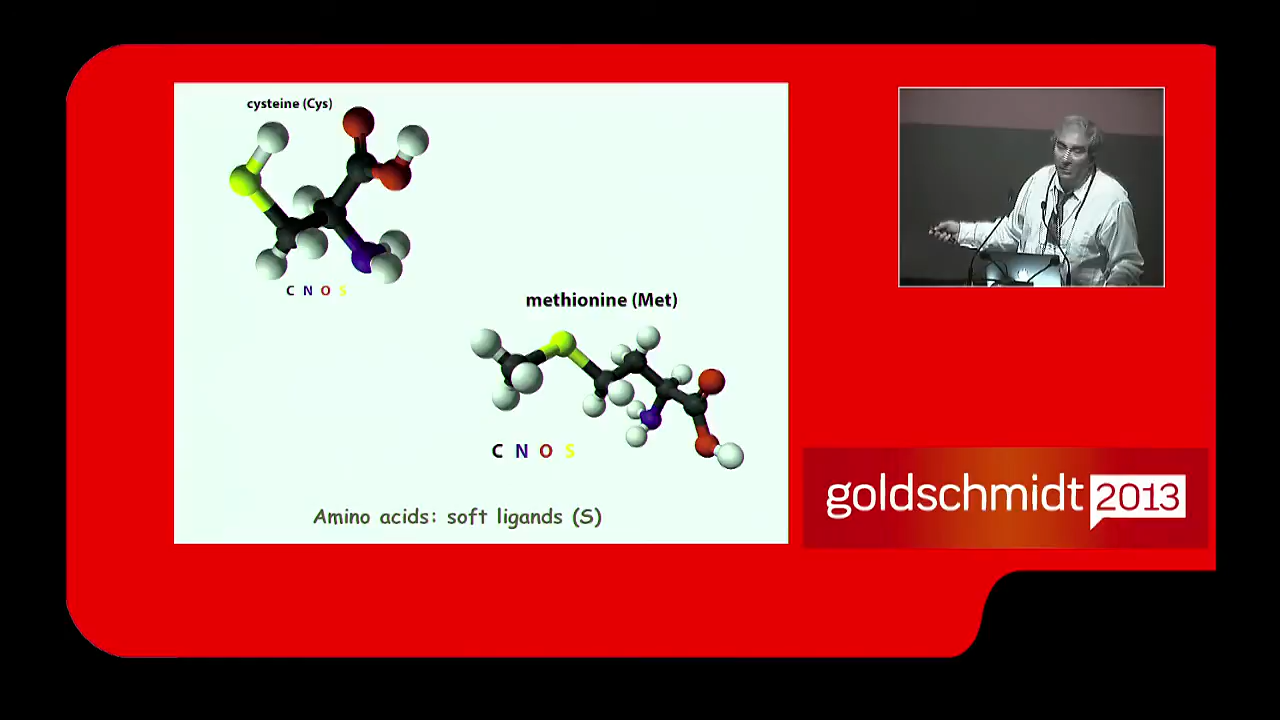 cysteine (Cys)
C N O S
methionine (Met)
C N O S
Amino acids: soft ligands (S)
goldschmidt 2013